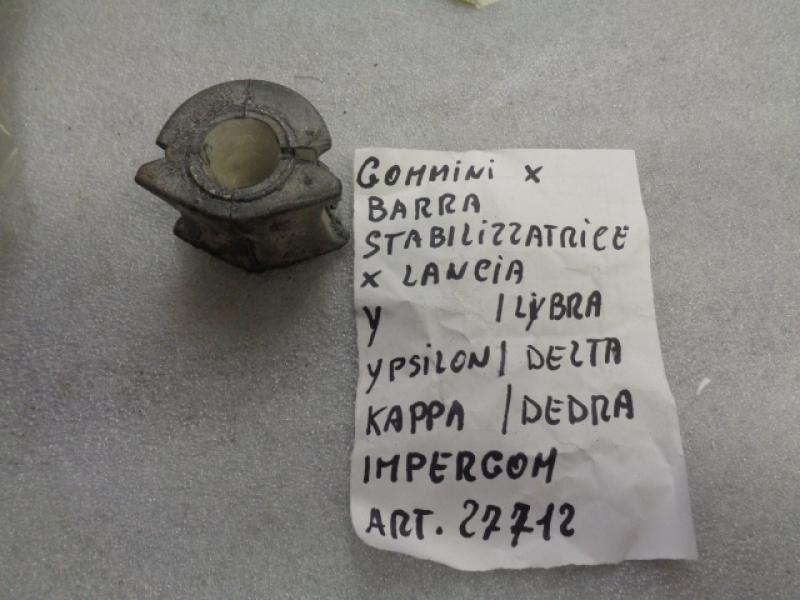 GOMMINI x
BARRA
STABILIZZATRICE
x LANCIA
y / LYBRA
YPSILON / DELTA
KAPPA / DEDRA
IMPERGOM
ART. 27712